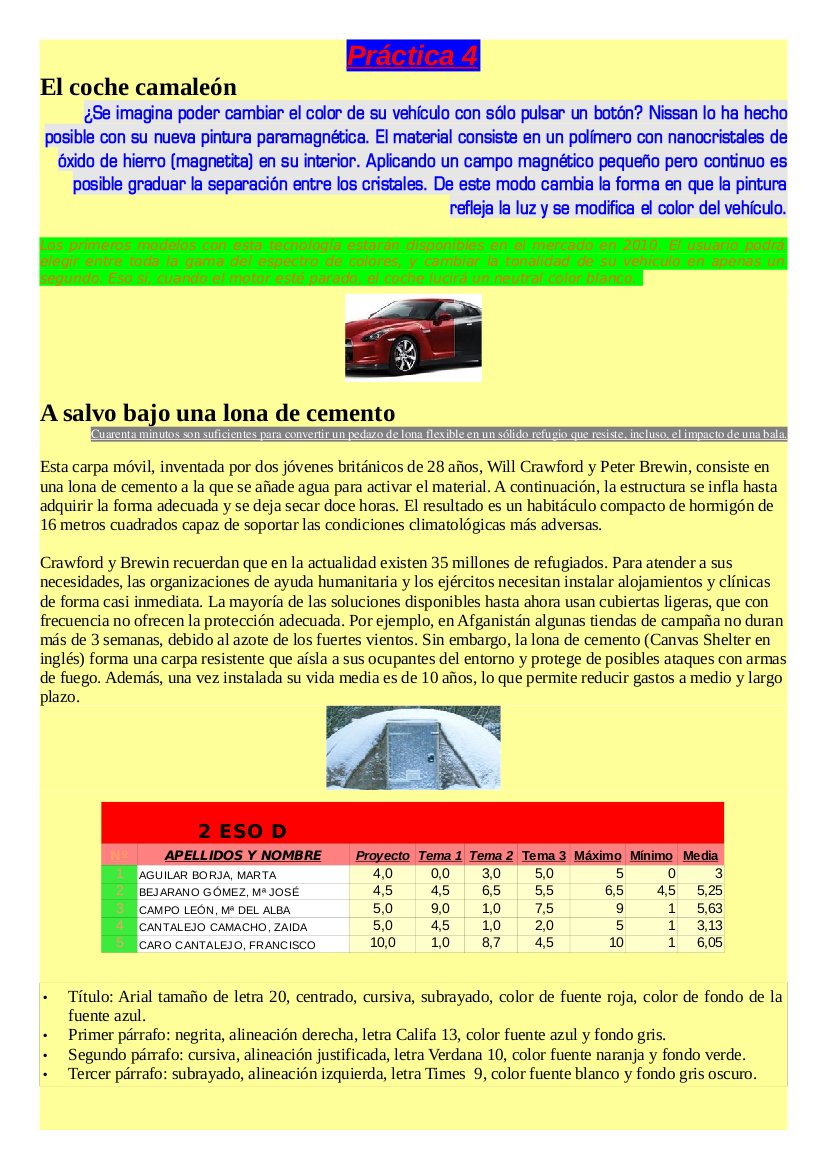 Práctica 4
El coche camaleón
¿Se imagina poder cambiar el color de su vehículo con sólo pulsar un botón? Nissan lo ha hecho
posible con su nueva pintura paramagnética. El material consiste en un polímero con nanocristales de
óxido de hierro (magnetita) en su interior. Aplicando un campo magnético pequeño pero continuo es
posible graduar la separación entre los cristales. De este modo cambia la forma en que la pintura
refleja la luz y se modifica el color del vehículo.
Los primeros modelos con esta tecnología estarán disponibles en el mercado en 2010. El usuario podrá
elegir entre toda la gama del espectro de colores, y cambiar la tonalidad de su vehículo en apenas un
segundo. Eso sí, cuando el motor está parado, el coche lucirá un neutral color blanco.
A salvo bajo una lona de cemento
Cuarenta minutos son suficientes para convertir un pedazo de lona flexible en un sólido refugio que resiste, incluso, el impacto de una bala.
Esta carpa móvil, inventada por dos jóvenes británicos de 28 años, Will Crawford y Peter Brewin, consiste en
una lona de cemento a la que se añade agua para activar el material. A continuación, la estructura se infla hasta
adquirir la forma adecuada y se deja secar doce horas. El resultado es un habitáculo compacto de hormigón de
16 metros cuadrados capaz de soportar las condiciones climatológicas más adversas.
Crawford y Brewin recuerdan que en la actualidad existen 35 millones de refugiados. Para atender a sus
necesidades, las organizaciones de ayuda humanitaria y los ejércitos necesitan instalar alojamientos y clínicas
de forma casi inmediata. La mayoría de las soluciones disponibles hasta ahora usan cubiertas ligeras, que con
frecuencia no ofrecen la protección adecuada. Por ejemplo, en Afganistán algunas tiendas de campaña no duran
más de 3 semanas, debido al azote de los fuertes vientos. Sin embargo, la lona de cemento (Canvas Shelter en
inglés) forma una carpa resistente que aísla a sus ocupantes del entorno y protege de posibles ataques con armas
de fuego. Además, una vez instalada su vida media es de 10 años, lo que permite reducir gastos a medio y largo
plazo.
2 ESO D
Nº APELLIDOS Y NOMBRE Proyecto Tema 1 Tema 2 Tema 3 Máximo Mínimo Media
1 AGUILAR BORJA, MARTA 4,0 0,0 3,0 5,0 5 0 3
2 BEJARANO GÓMEZ, Mª JOSÉ 4,5 4,5 6,5 5,5 6,5 4,5 5,25
3 CAMPO LEÓN, Mª DEL ALBA 5,0 9,0 1,0 7,5 9 1 5,63
4 CANTALEJO CAMACHO, ZAIDA 5,0 4,5 1,0 2,0 5 1 3,13
5 CARO CANTALEJO, FRANCISCO 10,0 1,0 8,7 4,5 10 1 6,05
• Título: Arial tamaño de letra 20, centrado, cursiva, subrayado, color de fuente roja, color de fondo de la
fuente azul.
• Primer párrafo: negrita, alineación derecha, letra Califa 13, color fuente azul y fondo gris.
• Segundo párrafo: cursiva, alineación justificada, letra Verdana 10, color fuente naranja y fondo verde.
• Tercer párrafo: subrayado, alineación izquierda, letra Times 9, color fuente blanco y fondo gris oscuro.